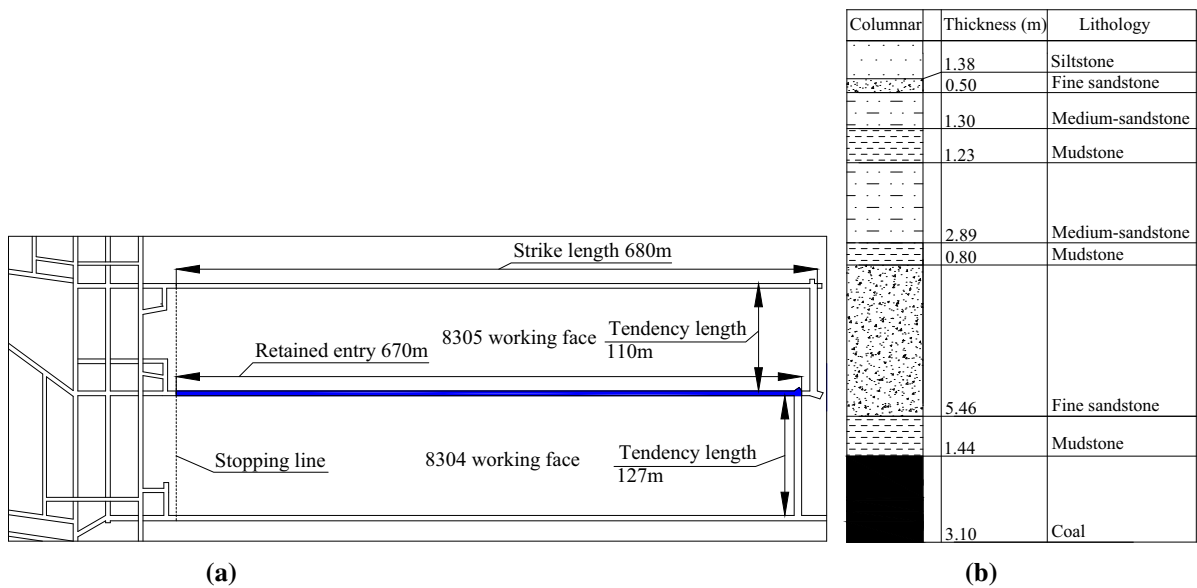 Strike length 680m
8305 working face
Tendency length
110m
Retained entry 670m
Stopping line
8304 working face
Tendency length
127m
(a)
Columnar Thickness (m) Lithology
1.38 Siltstone
0.50 Fine sandstone
1.30 Medium-sandstone
1.23 Mudstone
2.89 Medium-sandstone
0.80 Mudstone
5.46 Fine sandstone
1.44 Mudstone
3.10 Coal
(b)